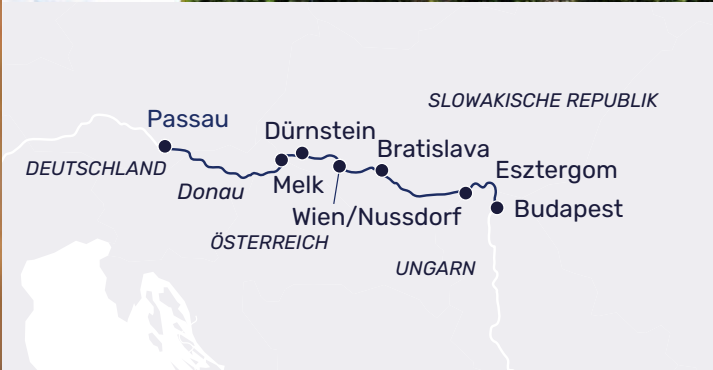 SLOWAKISCHE REPUBLIK
Passau
Dürnstein
Bratislava
DEUTSCHLAND
Esztergom
Donau
Melk
Wien/Nussdorf
Budapest
ÖSTERREICH
UNGARN